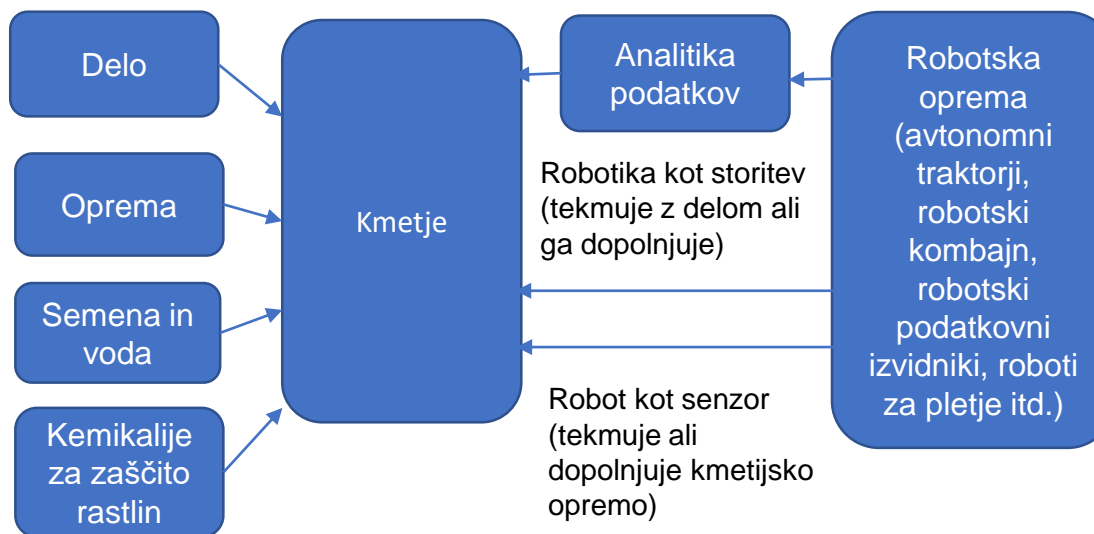 Delo
Oprema
Semena in
voda
Kemikalije
za zaščito
rastlin
Kmetje
Analitika
podatkov
Robotika kot storitev
(tekmuje z delom ali
ga dopolnjuje)
Robot kot senzor
(tekmuje ali
dopolnjuje kmetijsko
opremo)
Robotska
oprema
(avtonomni
traktorji,
robotski
kombajn,
robotski
podatkovni
izvidniki, roboti
za pletje itd.)